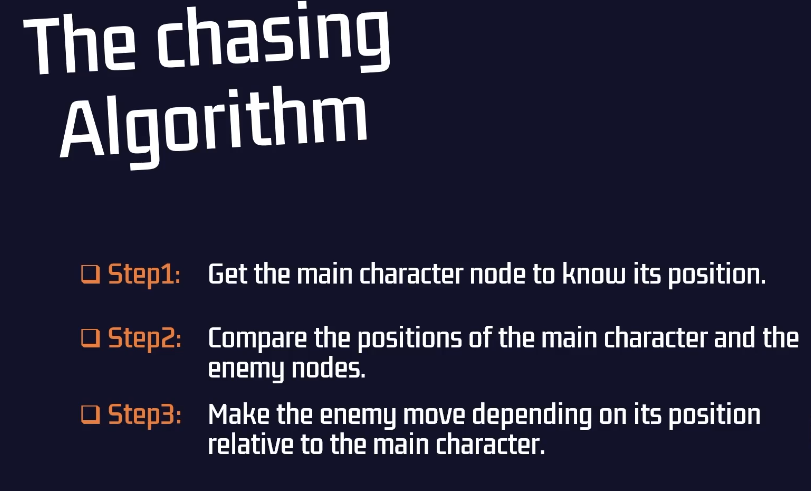 The chasing
Algorithm
❑ Step1: Get the main character node to know its position.
❑ Step2: Compare the positions of the main character and the
enemy nodes.
❑ Step3: Make the enemy move depending on its position
relative to the main character.